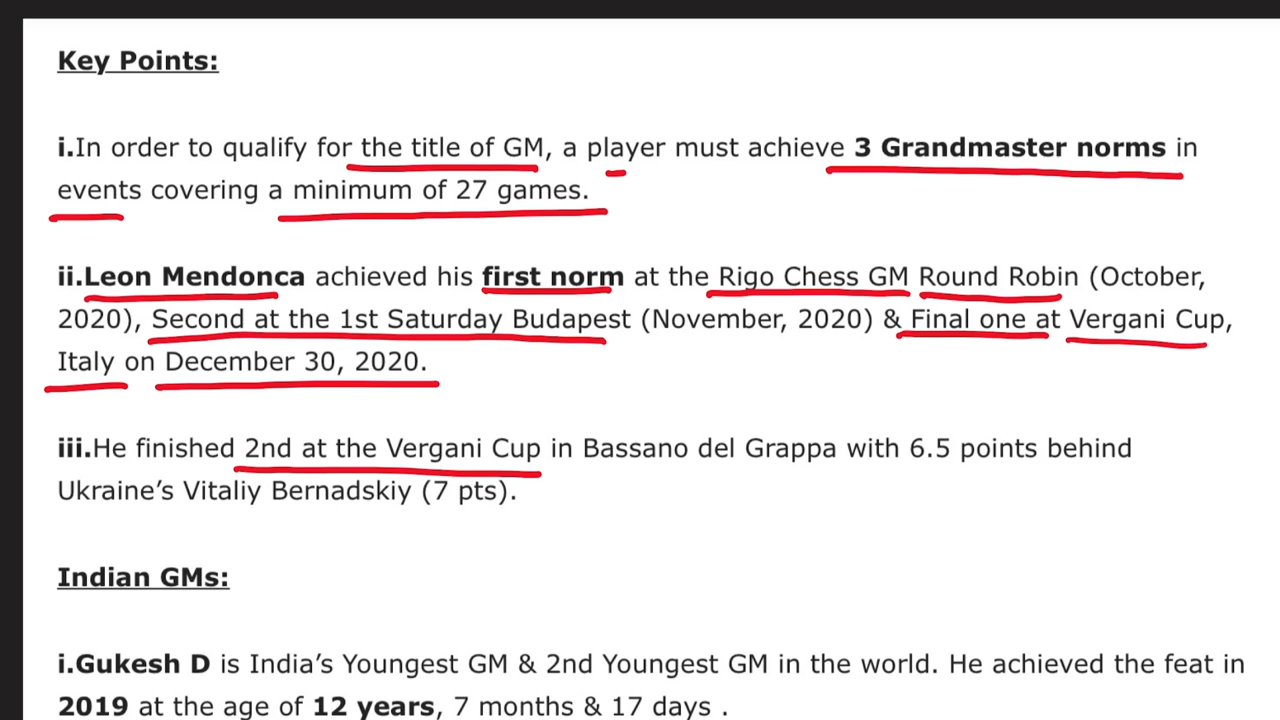 Key Points:
i.In order to qualify for the title of GM, a player must achieve 3 Grandmaster norms in
events covering a minimum of 27 games.
ii.Leon Mendonca achieved his first norm at the Rigo Chess GM Round Robin (October,
2020), Second at the 1st Saturday Budapest (November, 2020) & Final one at Vergani Cup,
Italy on December 30, 2020.
iii.He finished 2nd at the Vergani Cup in Bassano del Grappa with 6.5 points behind
Ukraine’s Vitaliy Bernadskiy (7 pts).
Indian GMs:
i.Gukesh D is India’s Youngest GM & 2nd Youngest GM in the world. He achieved the feat in
2019 at the age of 12 years, 7 months & 17 days .